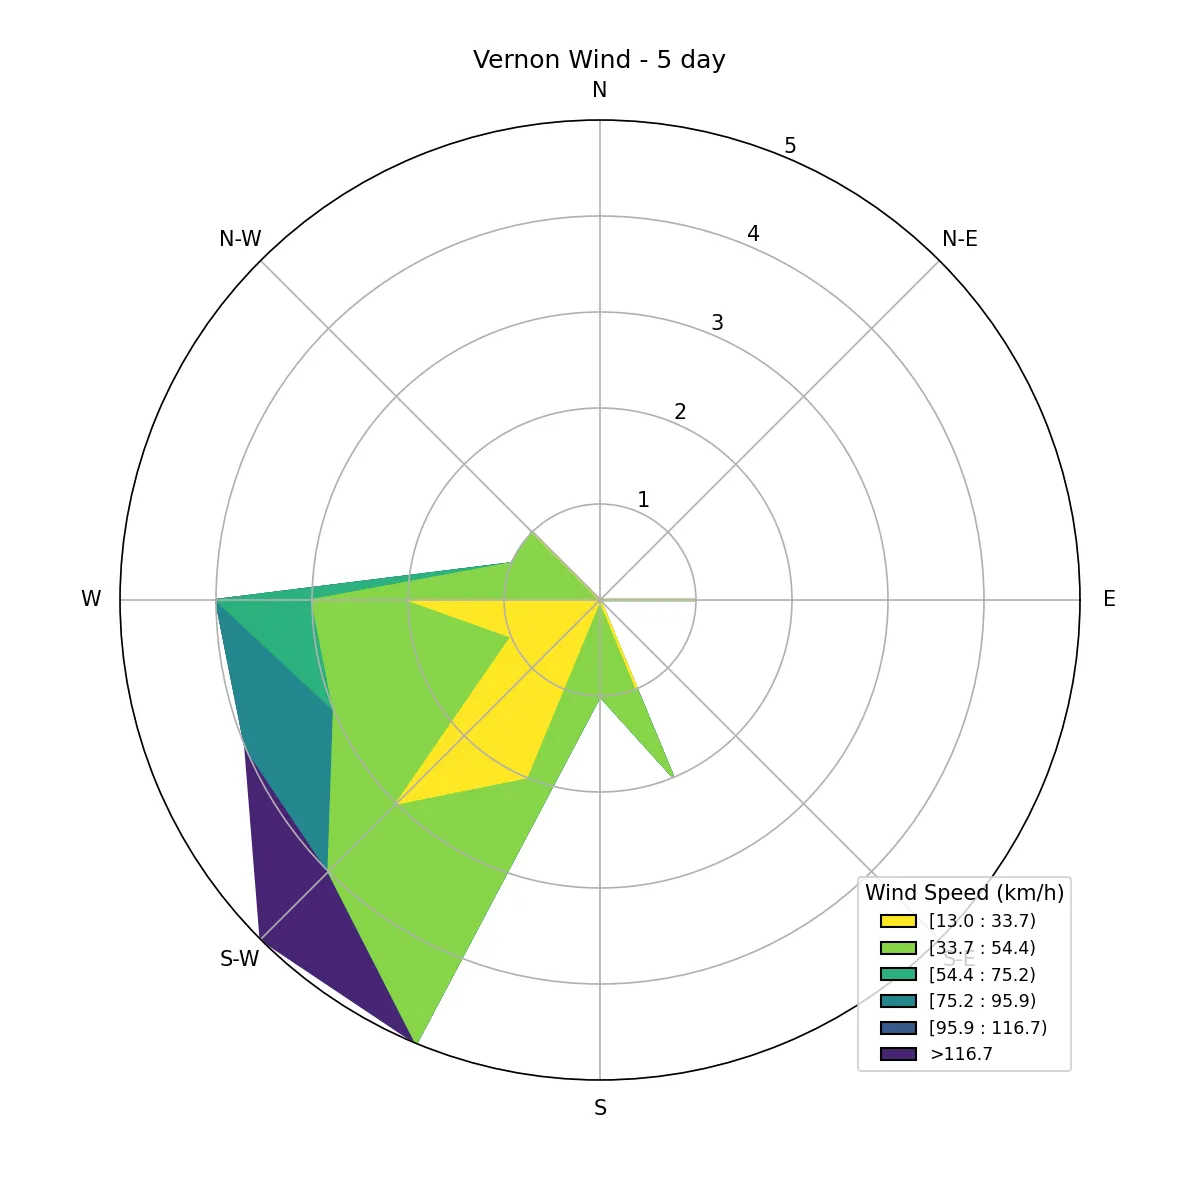 Vernon Wind - 5 day
N
5
N-W
N-E
4
3
2
1
W
E
S-W
S-E
Wind Speed (km/h)
[13.0 : 33.7)
[33.7 : 54.4)
[54.4 : 75.2)
[75.2 : 95.9)
[95.9 : 116.7)
>116.7
S